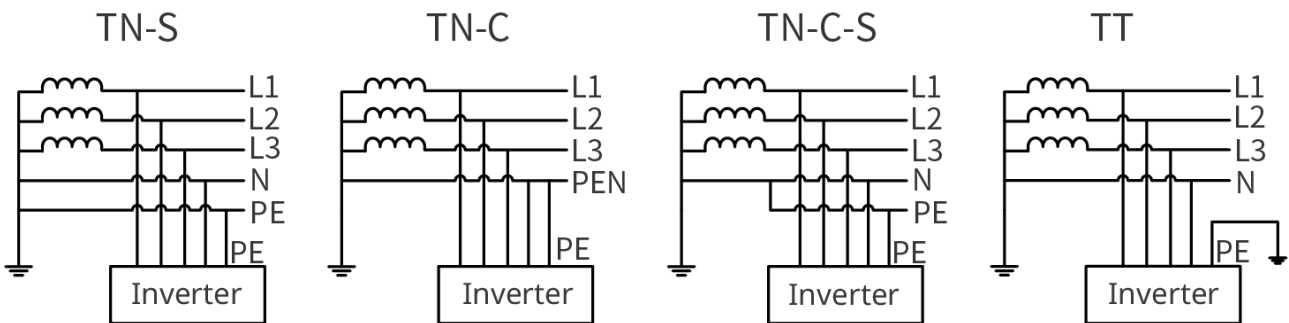 TN-S
TN-C
TN-C-S
TT
L1
L2
L3
N
PE
PE
Inverter
L1
L2
L3
PEN
PE
Inverter
L1
L2
L3
N
PE
PE
Inverter
L1
L2
L3
N
PE
Inverter